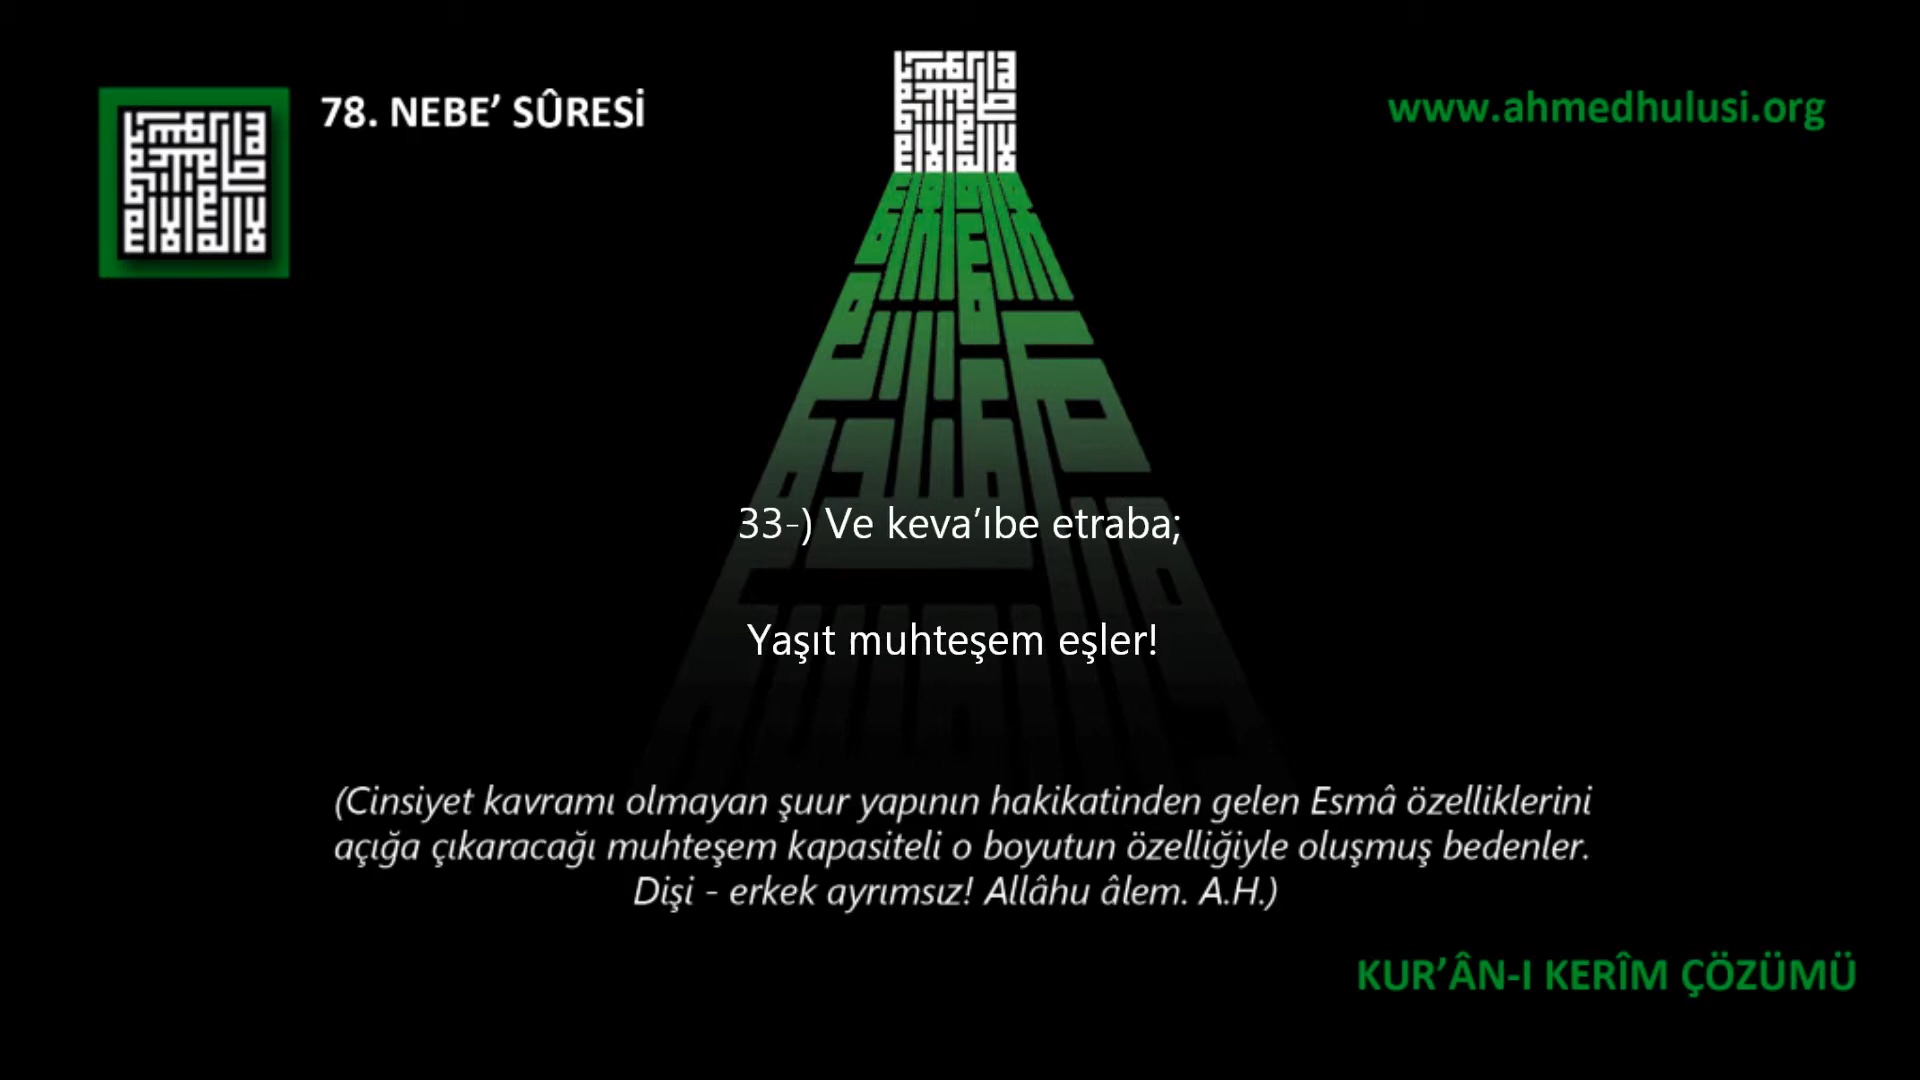 78. NEBE’ SÛRESİ
www.ahmedhulusi.org
33-) Ve keva’ıbe etraba;
Yaşıt muhteşem eşler!
(Cinsiyet kavramı olmayan şuur yapının hakikatinden gelen Esmâ özelliklerini
açığa çıkaracağı muhteşem kapasiteli o boyutun özelliğiyle oluşmuş bedenler.
Dişi - erkek ayrımsız! Allâhu âlem. A.H.)
KUR’ÂN-I KERÎM ÇÖZÜMÜ